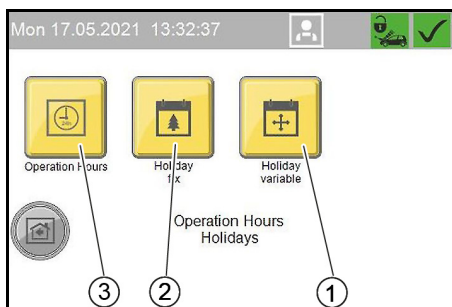 Mon 17.05.2021 13:32:37
24h
Operation Hours
Holiday
fix
Holiday
variable
Operation Hours
Holidays
3
2
1